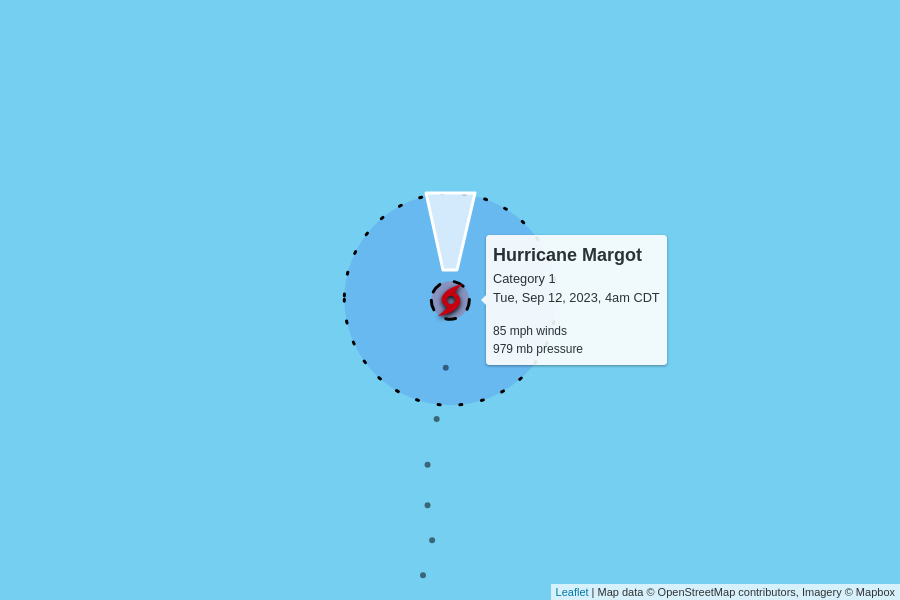 Hurricane Margot
Category 1
Tue, Sep 12, 2023, 4am CDT
85 mph winds
979 mb pressure
Leaflet | Map data © OpenStreetMap contributors, Imagery © Mapbox